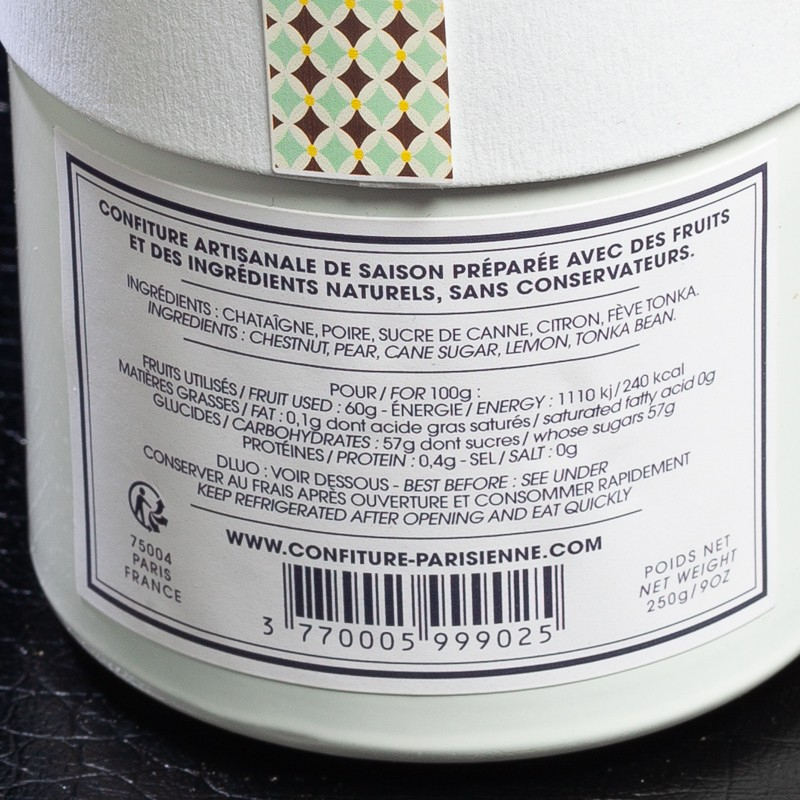 CONFITURE ARTISANALE DE SAISON PRÉPARÉE AVEC DES FRUITS
ET DES INGRÉDIENTS NATURELS, SANS CONSERVATEURS.
INGRÉDIENTS : CHATAÎGNE, POIRE, SUCRE DE CANNE, CITRON, FÈVE TONKA.
INGREDIENTS : CHESTNUT, PEAR, CANE SUGAR, LEMON, TONKA BEAN.
POUR / FOR 100g :
FRUITS UTILISÉS / FRUIT USED : 60g - ÉNERGIE / ENERGY : 1110 kj / 240 kcal
MATIÈRES GRASSES / FAT : 0,1g dont acide gras saturés / saturated fatty acid 0g
GLUCIDES / CARBOHYDRATES : 57g dont sucres / whose sugars 57g
PROTÉINES / PROTEIN : 0,4g - SEL / SALT : 0g
DLUO : VOIR DESSOUS - BEST BEFORE : SEE UNDER
CONSERVER AU FRAIS APRÈS OUVERTURE ET CONSOMMER RAPIDEMENT
KEEP REFRIGERATED AFTER OPENING AND EAT QUICKLY
WWW.CONFITURE-PARISIENNE.COM
75004
PARIS
FRANCE
POIDS NET
NET WEIGHT
250g/9OZ
3 770005 999025